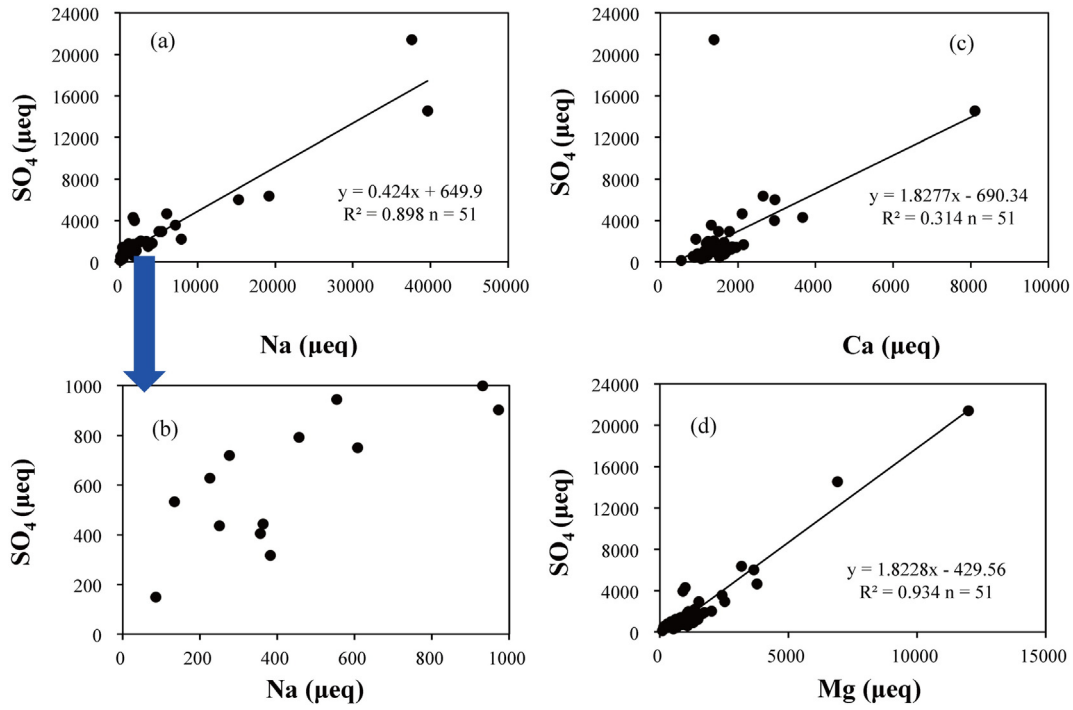 24000
20000
16000
12000
8000
4000
0
SO4 (µeq)
(a)
y = 0.424x + 649.9
R² = 0.898 n = 51
0 10000 20000 30000 40000 50000
Na (µeq)
24000
20000
16000
12000
8000
4000
0
SO4 (µeq)
(c)
y = 1.8277x - 690.34
R² = 0.314 n = 51
0 2000 4000 6000 8000 10000
Ca (µeq)
1000
800
600
400
200
0
SO4 (µeq)
(b)
0 200 400 600 800 1000
Na (µeq)
24000
20000
16000
12000
8000
4000
0
SO4 (µeq)
(d)
y = 1.8228x - 429.56
R² = 0.934 n = 51
0 5000 10000 15000
Mg (µeq)